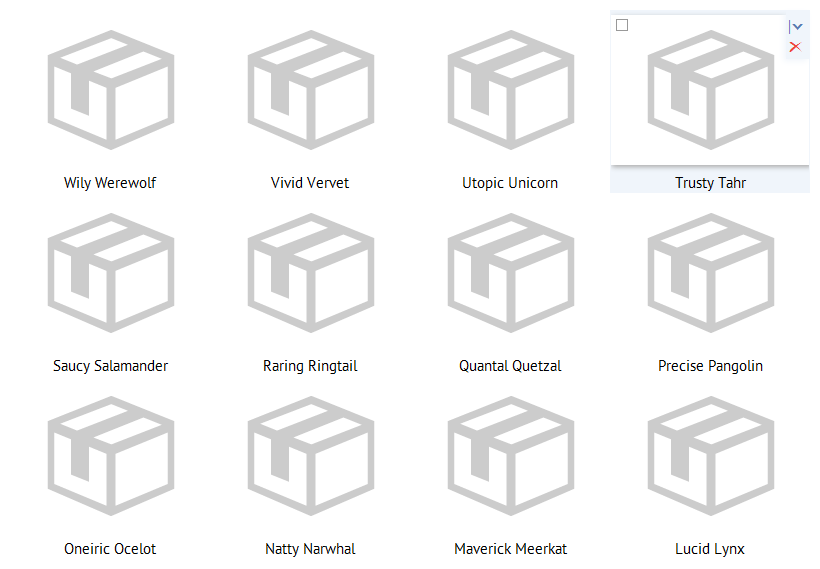 Wily Werewolf
Vivid Vervet
Utopic Unicorn
Trusty Tahr
Saucy Salamander
Raring Ringtail
Quantal Quetzal
Precise Pangolin
Oneiric Ocelot
Natty Narwhal
Maverick Meerkat
Lucid Lynx